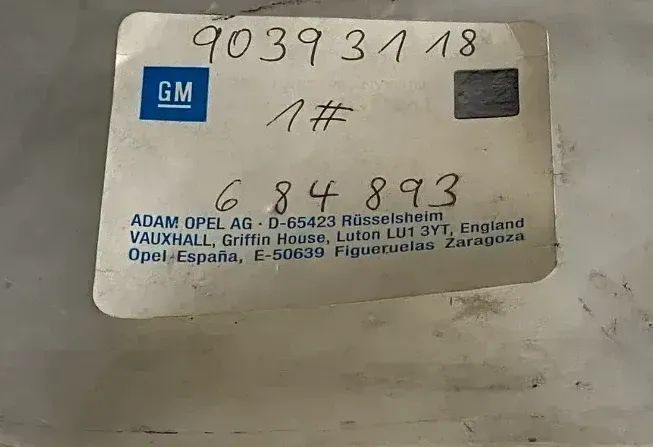 90393118
GM
1#
684893
ADAM OPEL AG · D-65423 Rüsselsheim
VAUXHALL, Griffin House, Luton LU1 3YT, England
Opel España, E-50639 Figueruelas Zaragoza